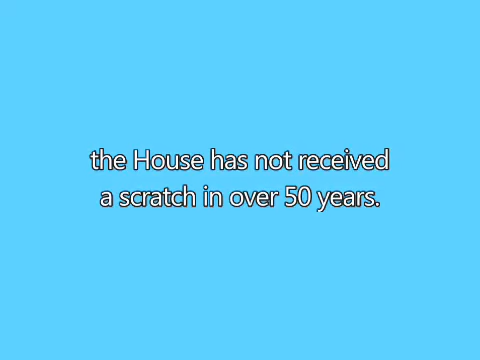 the House has not received
a scratch in over 50 years.